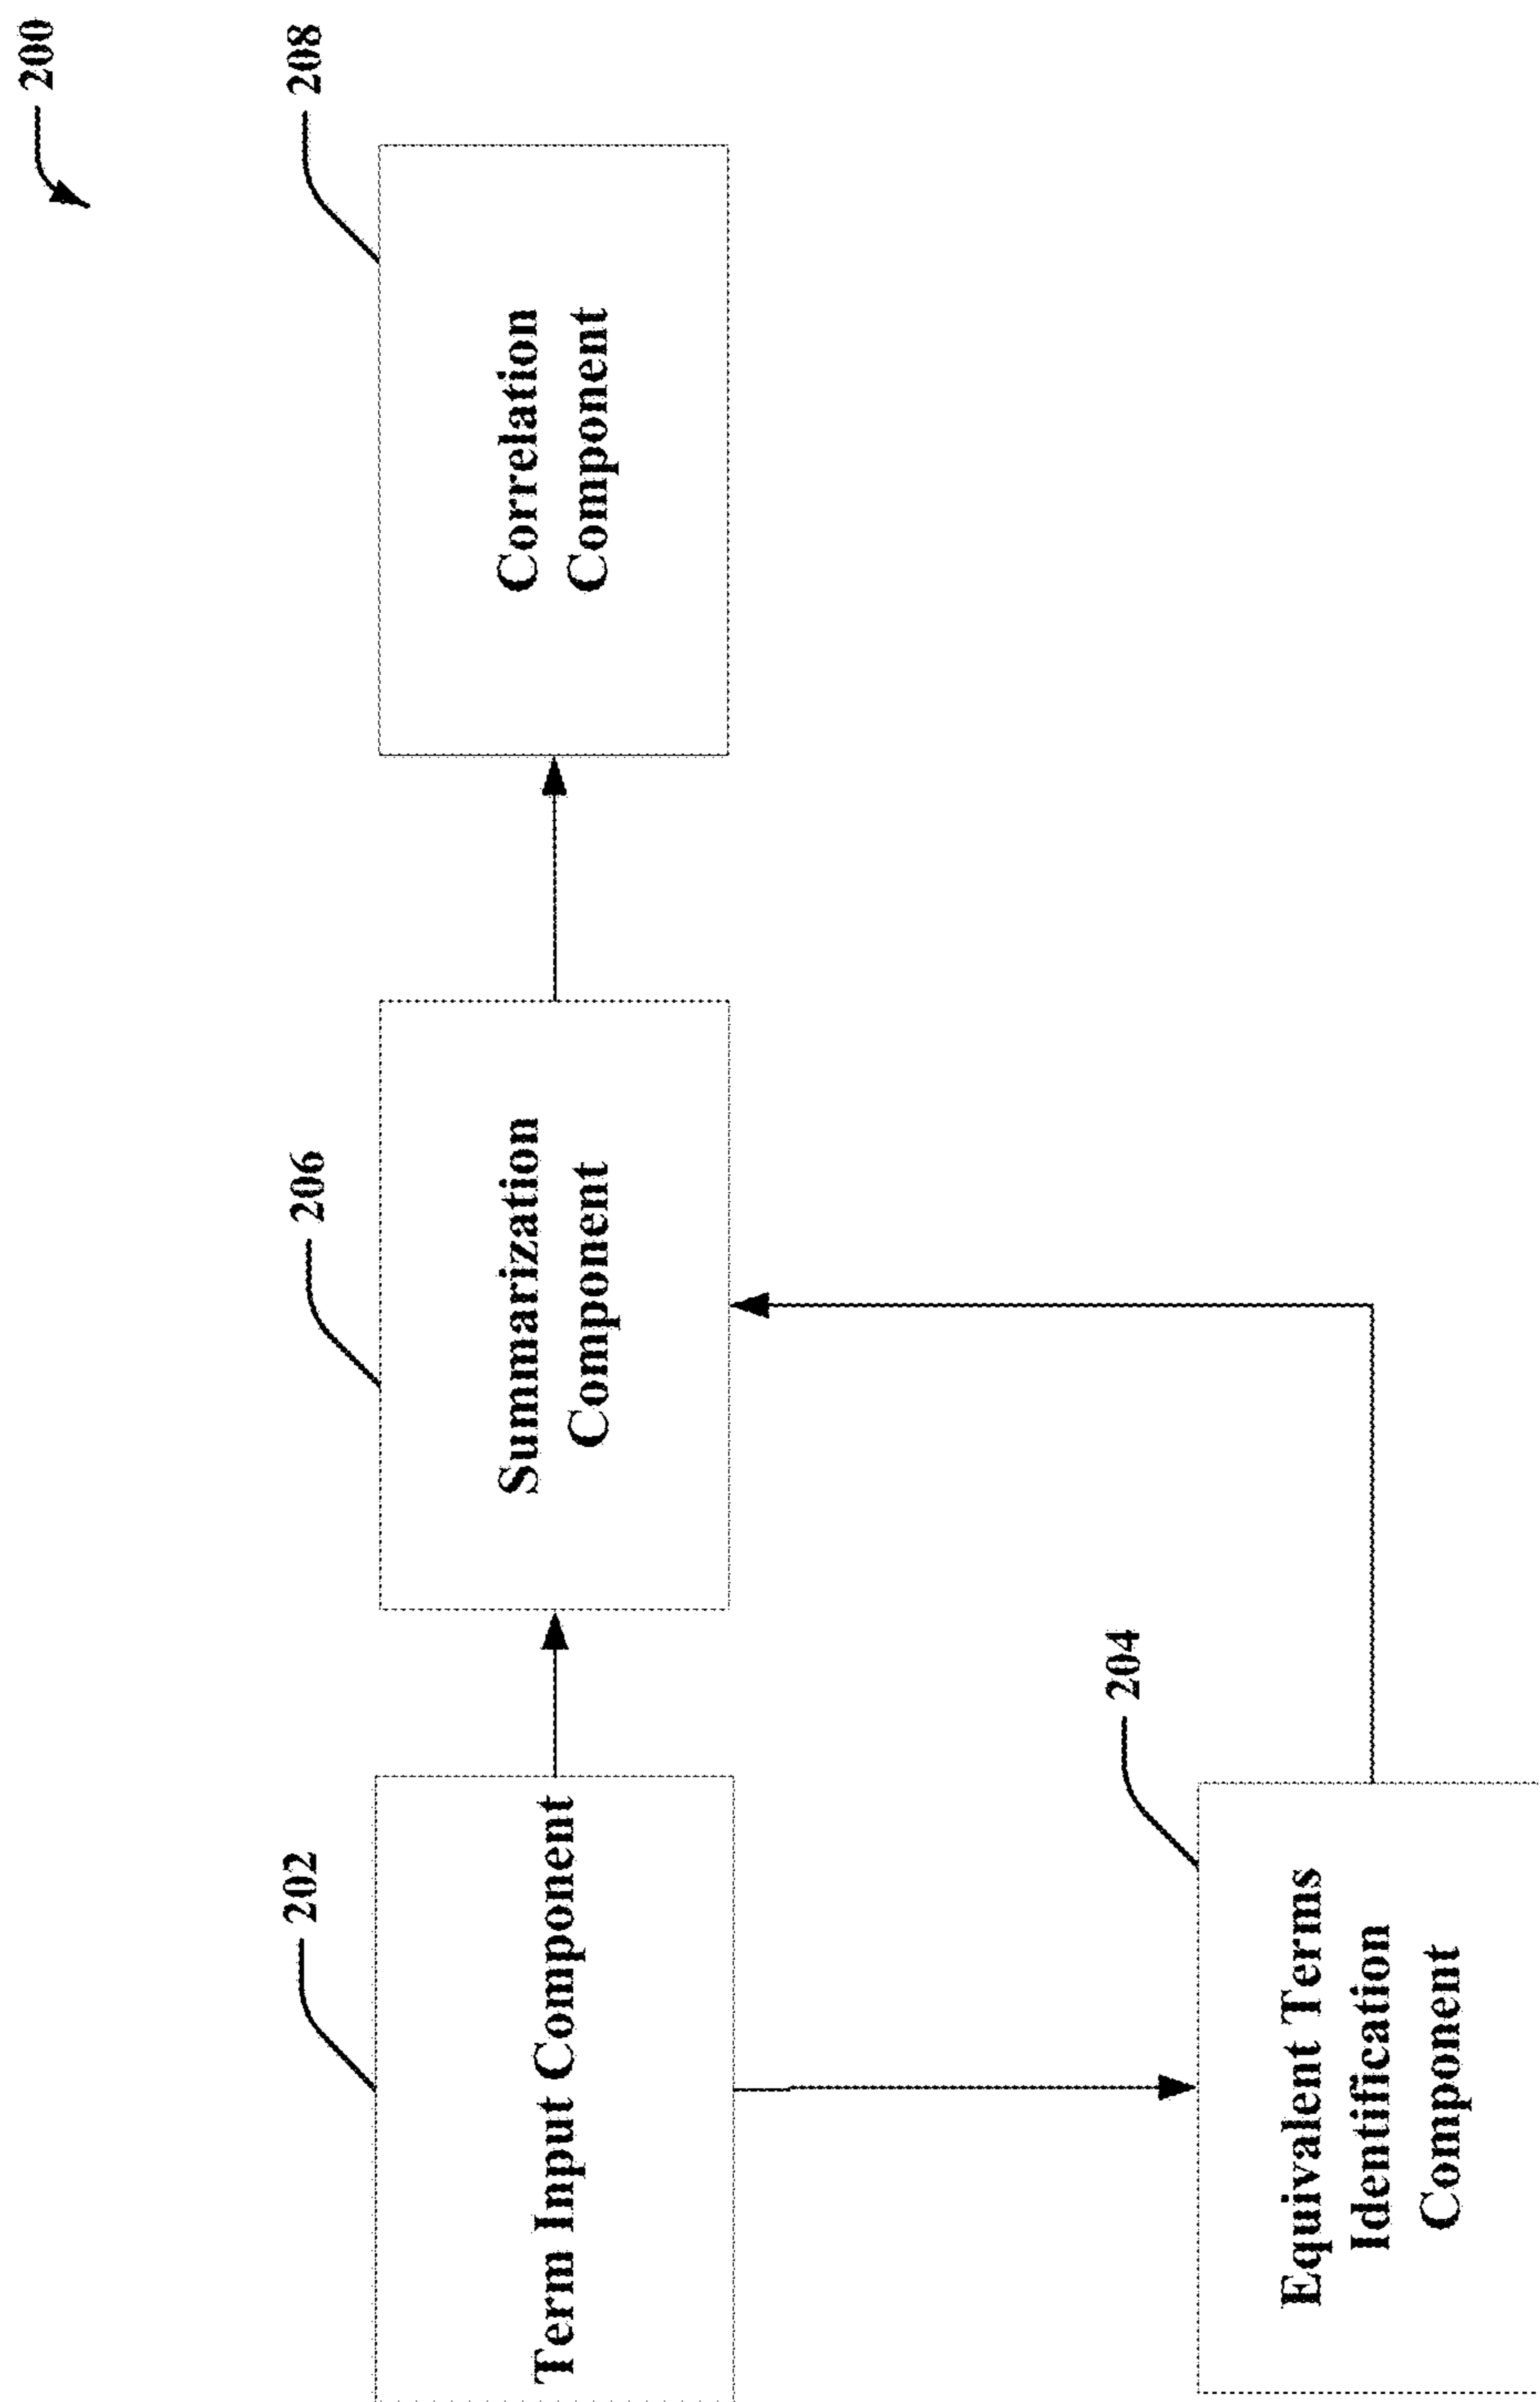 200
202
Term Input Component
206
Summarization
Component
208
Correlation
Component
204
Equivalent Terms
Identification
Component